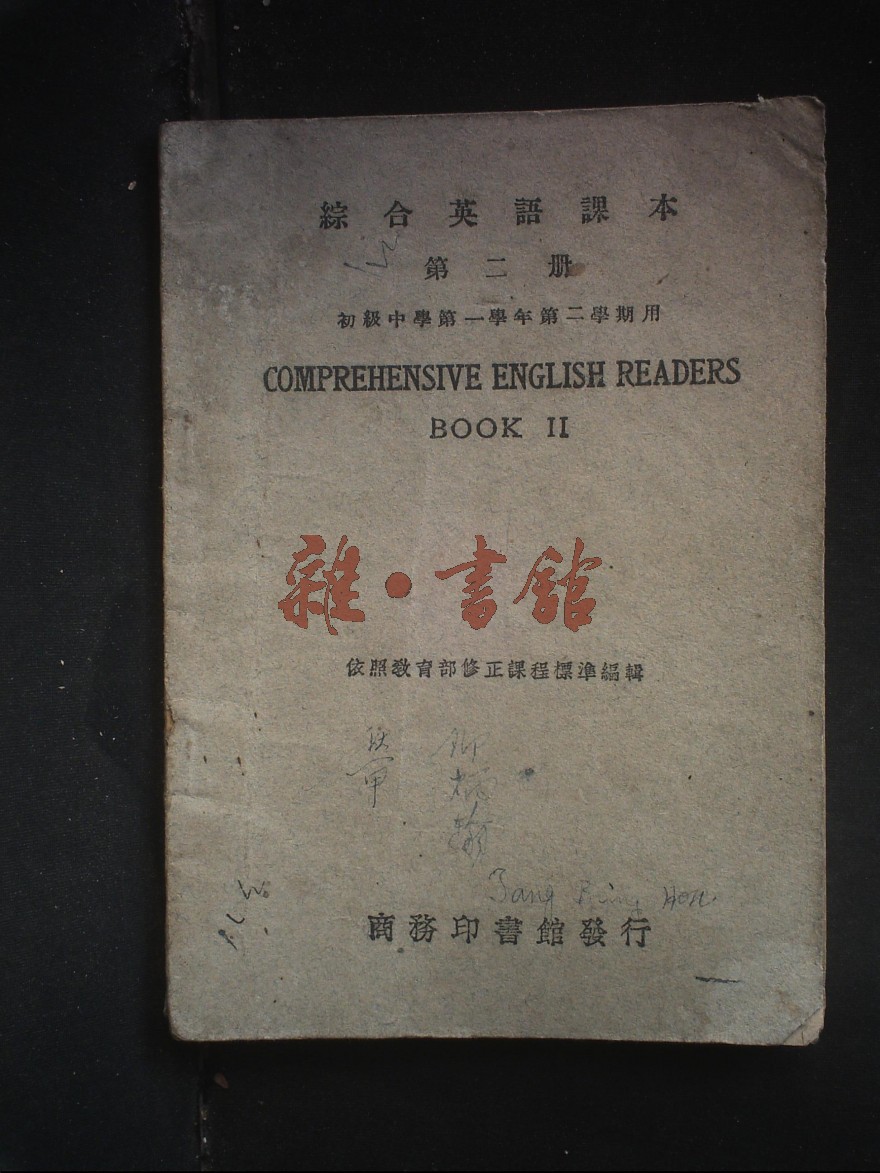 綜合英語課本
第二册
初級中學第一學年第二學期用
COMPREHENSIVE ENGLISH READERS
BOOK II
雜·書舘
依照教育部修正課程標準編輯
商務印書館發行